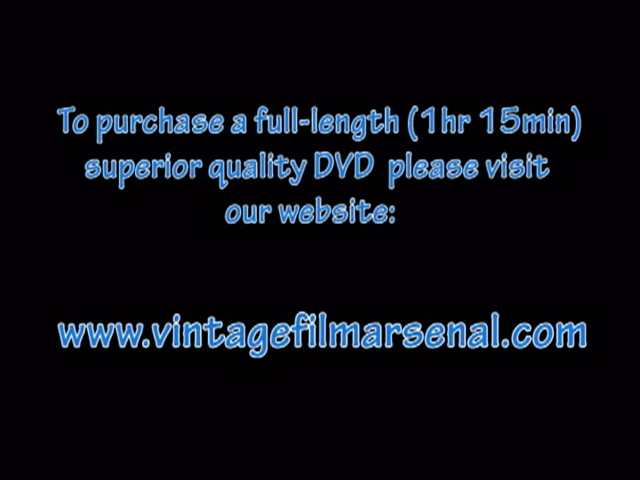 To purchase a full-length (1hr 15min)
superior quality DVD please visit
our website:
www.vintagefilmarsenal.com